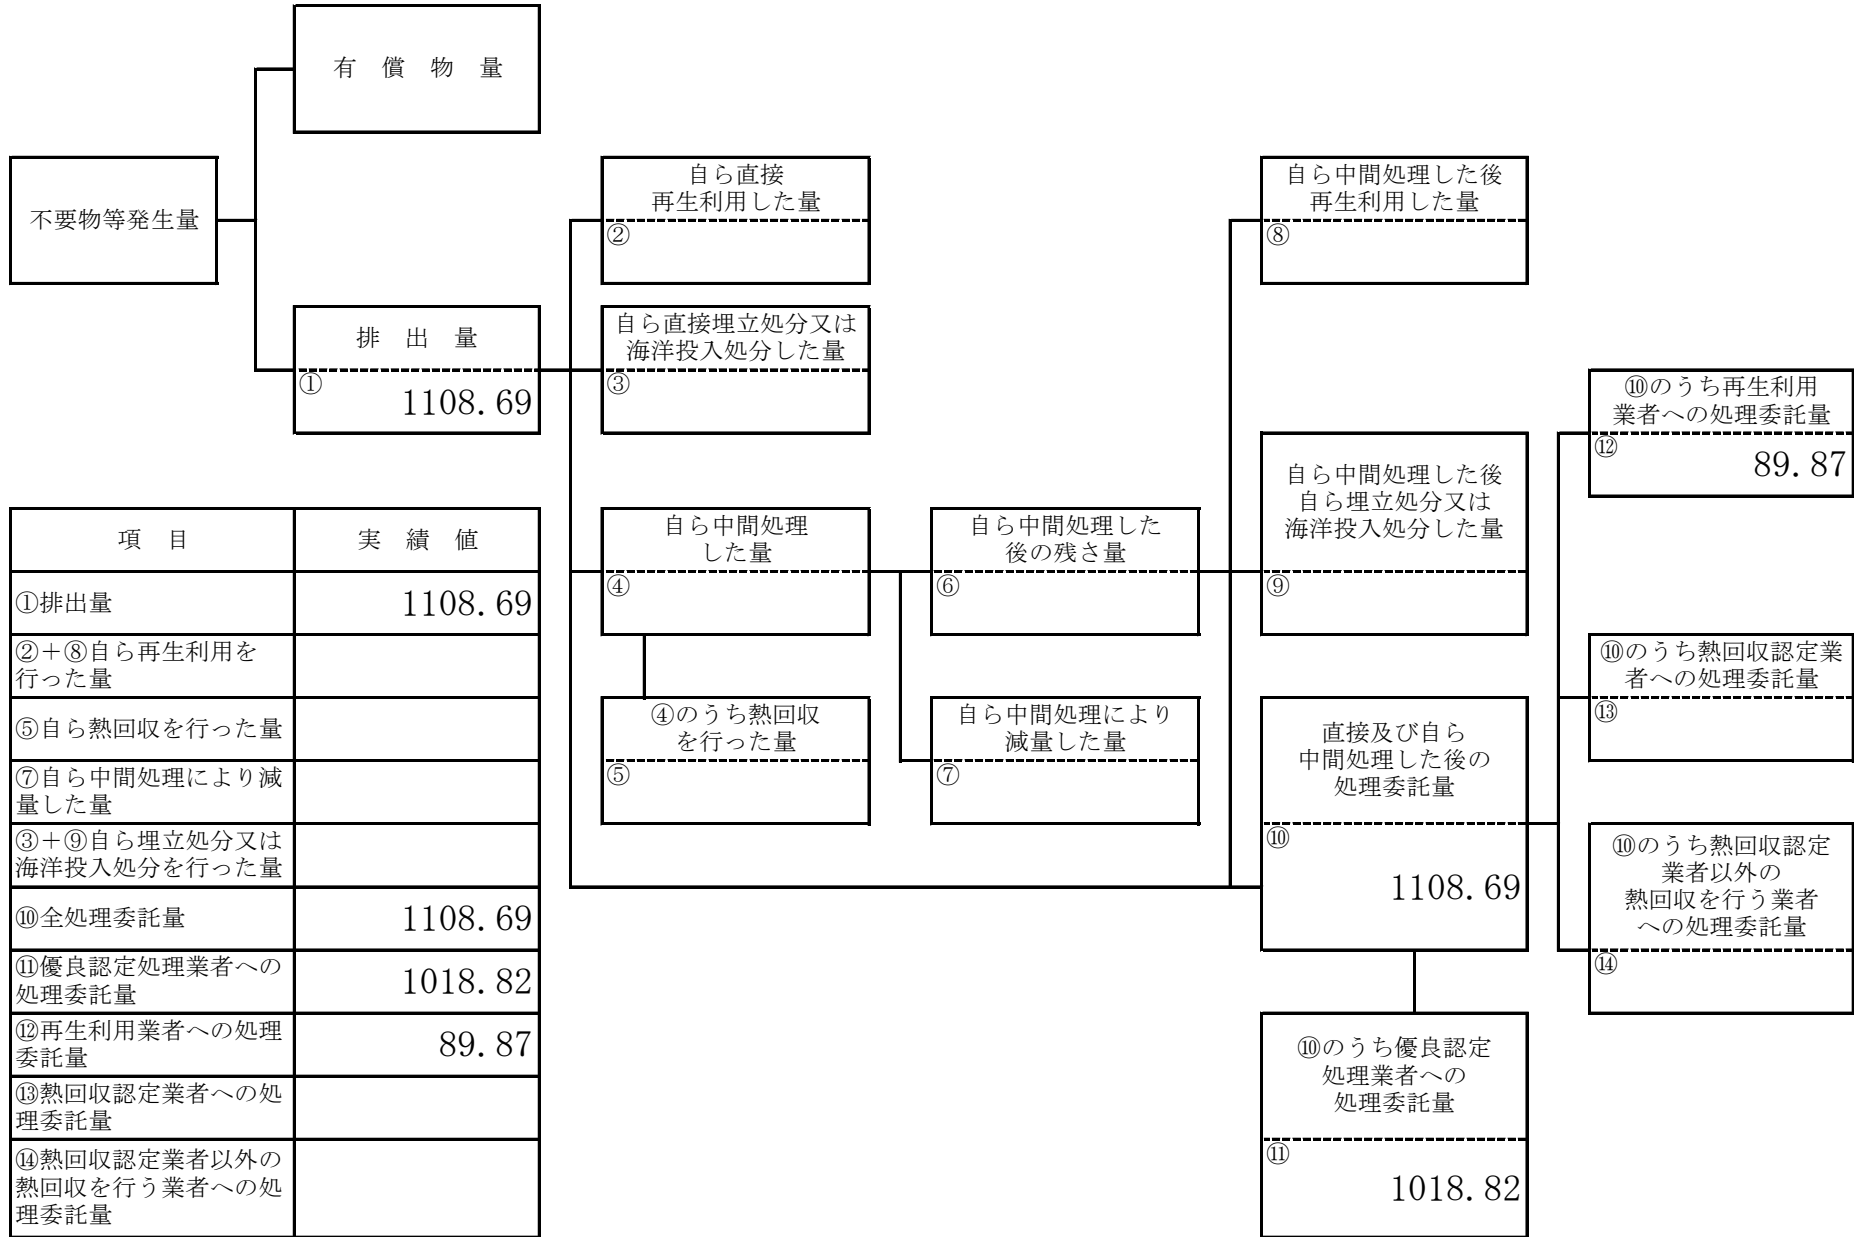 有　償　物　量
不要物等発生量
排　出　量
①
1108.69
自ら直接
再生利用した量
②
自ら直接埋立処分又は
海洋投入処分した量
③
自ら中間処理
した量
④
④のうち熱回収
を行った量
⑤
自ら中間処理した
後の残さ量
⑥
自ら中間処理により
減量した量
⑦
自ら中間処理した後
再生利用した量
⑧
自ら中間処理した後
自ら埋立処分又は
海洋投入処分した量
⑨
直接及び自ら
中間処理した後の
処理委託量
⑩
1108.69
⑩のうち優良認定
処理業者への
処理委託量
⑪
1018.82
⑩のうち再生利用
業者への処理委託量
⑫
89.87
⑩のうち熱回収認定業
者への処理委託量
⑬
⑩のうち熱回収認定
業者以外の
熱回収を行う業者
への処理委託量
⑭
項　目　実　績　値
①排出量　1108.69
②＋⑧自ら再生利用を
行った量
⑤自ら熱回収を行った量
⑦自ら中間処理により減
量した量
③＋⑨自ら埋立処分又は
海洋投入処分を行った量
⑩全処理委託量　1108.69
⑪優良認定処理業者への
処理委託量　1018.82
⑫再生利用業者への処理
委託量　89.87
⑬熱回収認定業者への処
理委託量
⑭熱回収認定業者以外の
熱回収を行う業者への処
理委託量